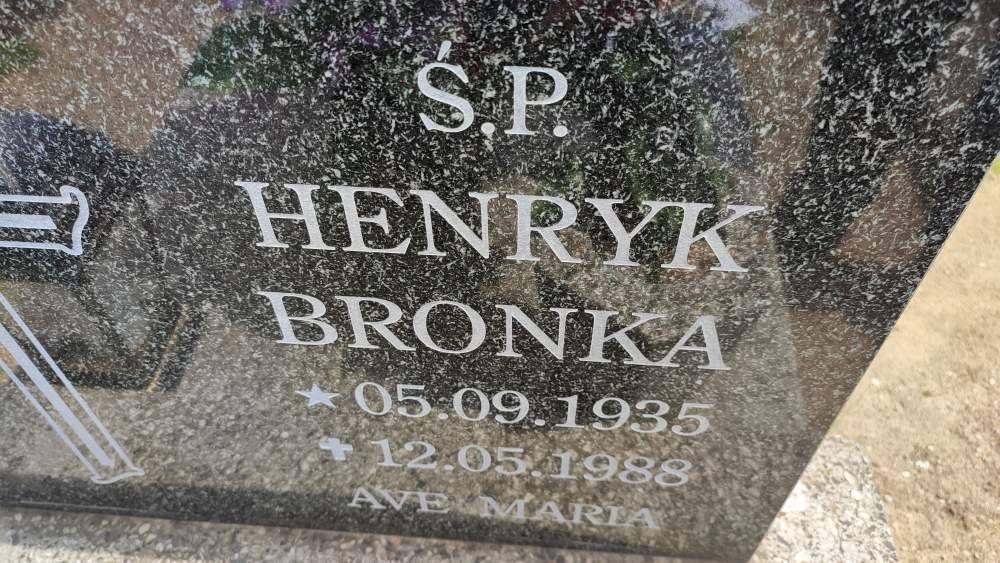 Ś.P.
HENRYK
BRONKA
★ 05.09.1935
✝ 12.05.1988
AVE MARIA